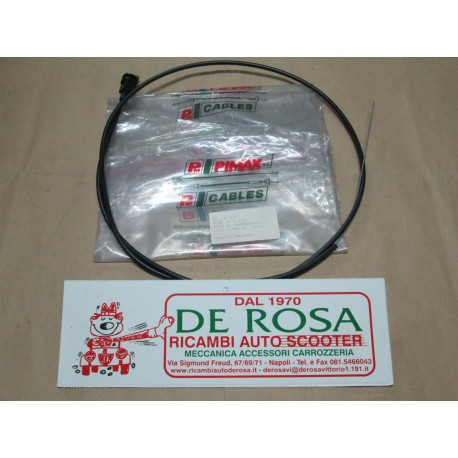 R CABLES
R PIMAX
R CABLES
DAL 1970
DE ROSA
RICAMBI AUTO SCOOTER
MECCANICA ACCESSORI CARROZZERIA
Via Sigmund Freud, 67/69/71 - Napoli - Tel. e Fax 081.5466043
www.ricambiautoderosa.it - derosavi@derosavittorio1.191.it